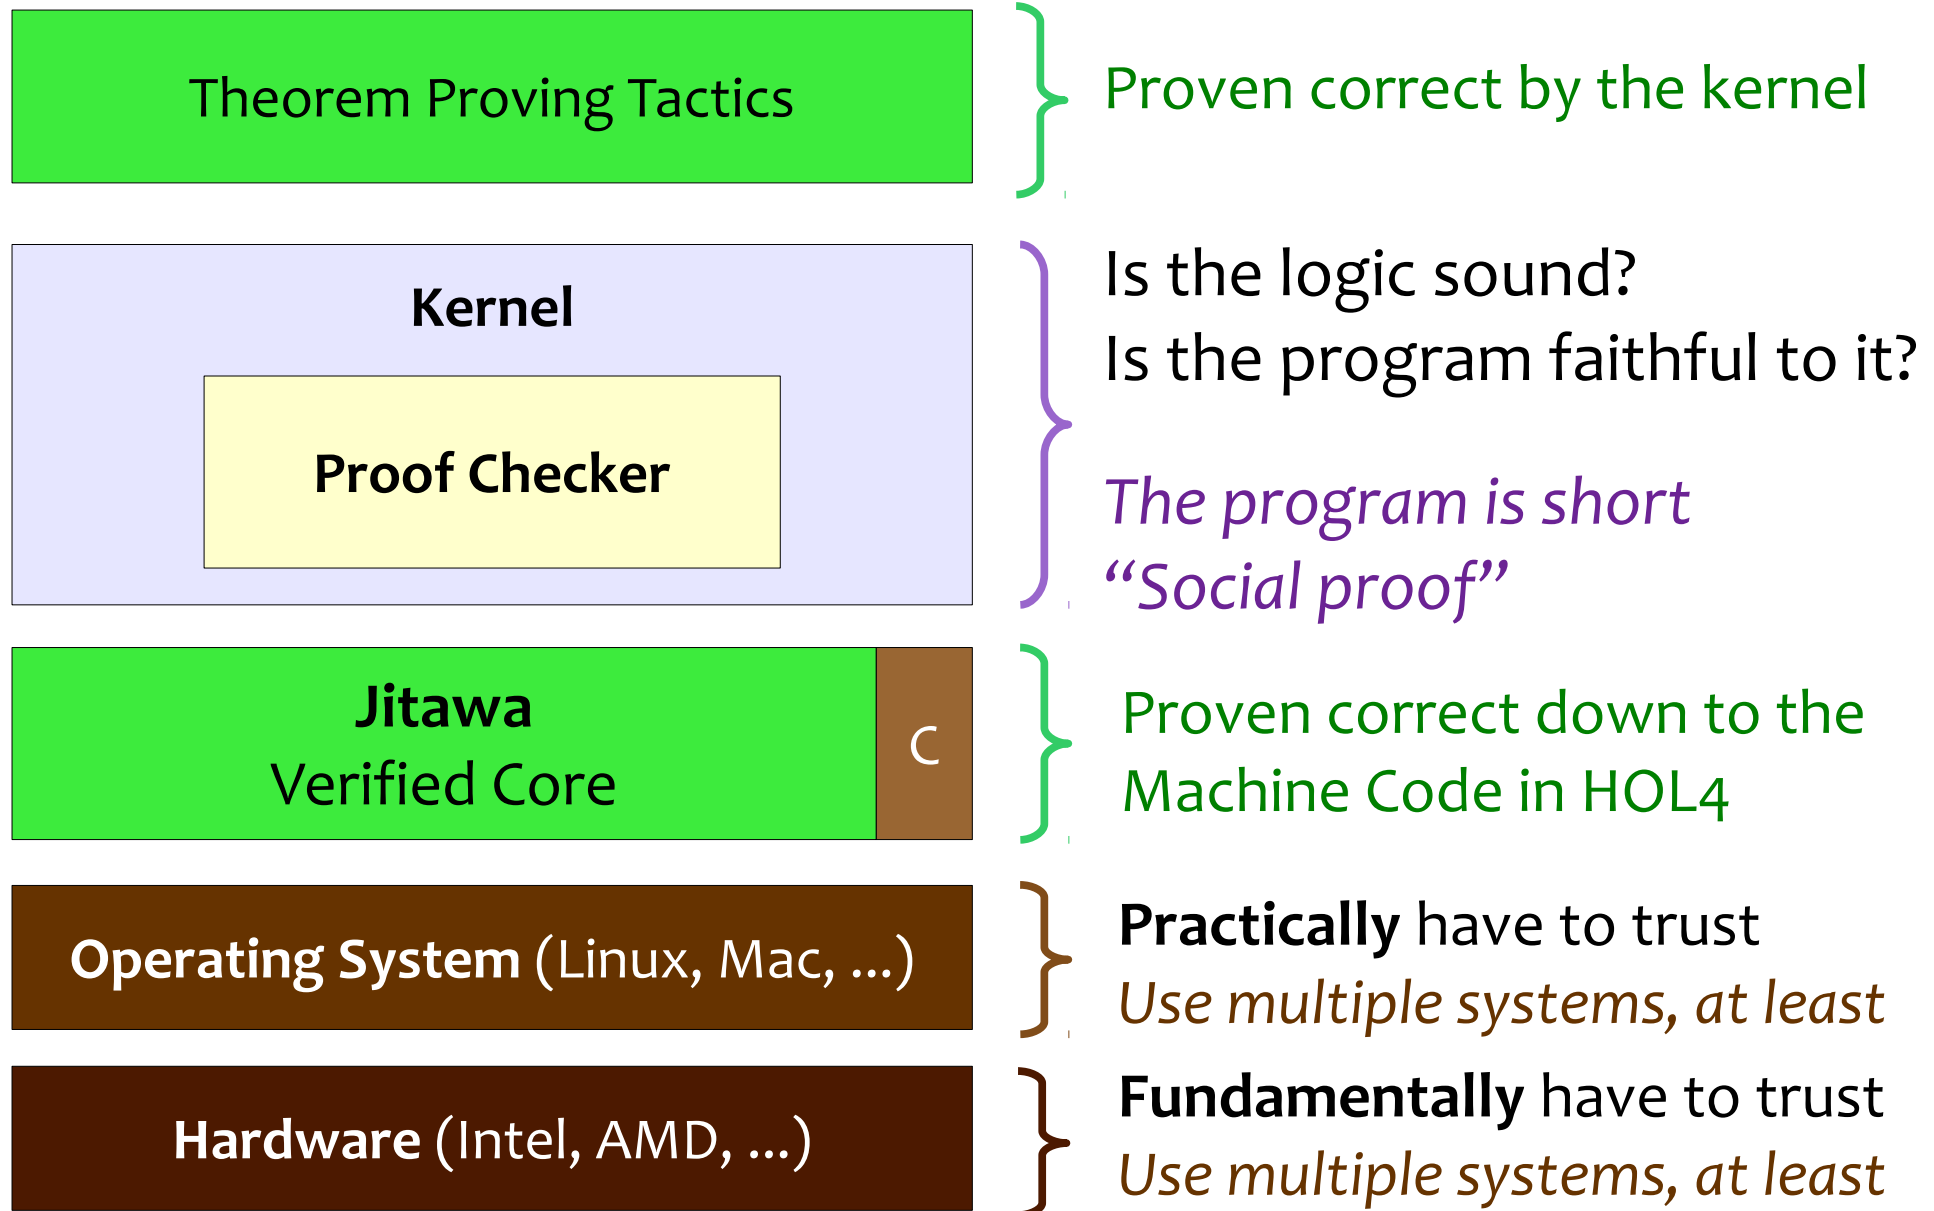 Theorem Proving Tactics
Proven correct by the kernel
Kernel
Proof Checker
Is the logic sound?
Is the program faithful to it?
The program is short
“Social proof”
Jitawa
Verified Core
C
Proven correct down to the
Machine Code in HOL4
Operating System (Linux, Mac, ...)
Practically have to trust
Use multiple systems, at least
Hardware (Intel, AMD, ...)
Fundamentally have to trust
Use multiple systems, at least